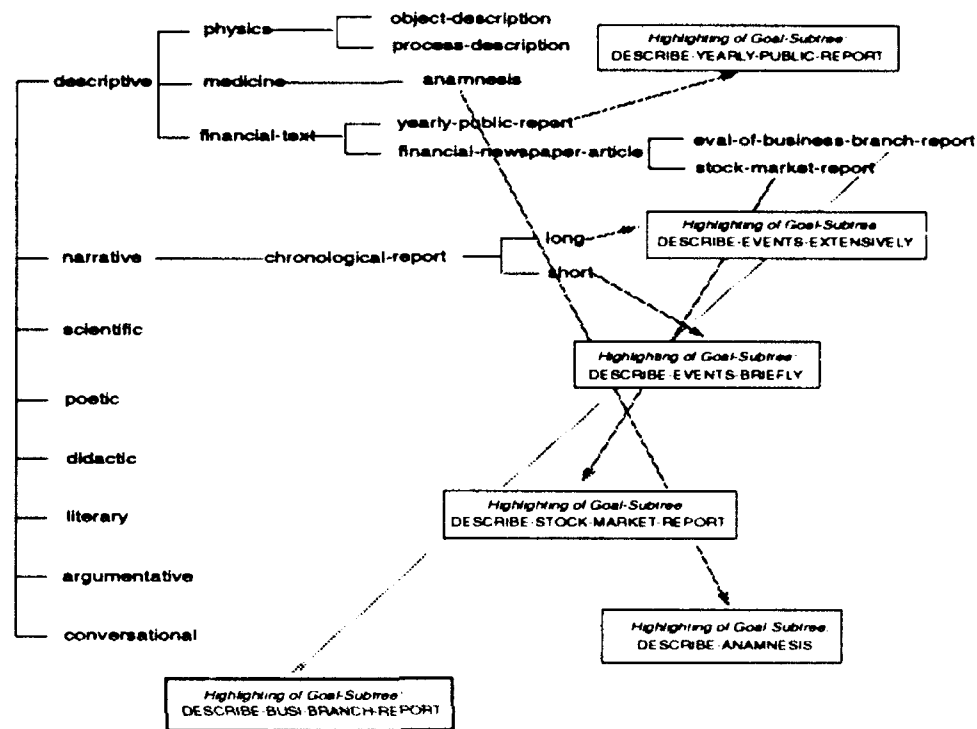 object-description
physics
process-description
Highlighting of Goal-Subtree:
DESCRIBE-YEARLY-PUBLIC-REPORT
descriptive
medicine
anamnesis
yearly-public-report
financial-text
financial-newspaper-article
eval-of-business-branch-report
stock-market-report
long
Highlighting of Goal-Subtree
DESCRIBE-EVENTS-EXTENSIVELY
narrative
chronological-report
short
scientific
Highlighting of Goal-Subtree:
DESCRIBE-EVENTS-BRIEFLY
poetic
didactic
literary
Highlighting of Goal-Subtree
DESCRIBE-STOCK-MARKET-REPORT
argumentative
conversational
Highlighting of Goal Subtree:
DESCRIBE-ANAMNESIS
Highlighting of Goal-Subtree:
DESCRIBE-BUSI-BRANCH-REPORT